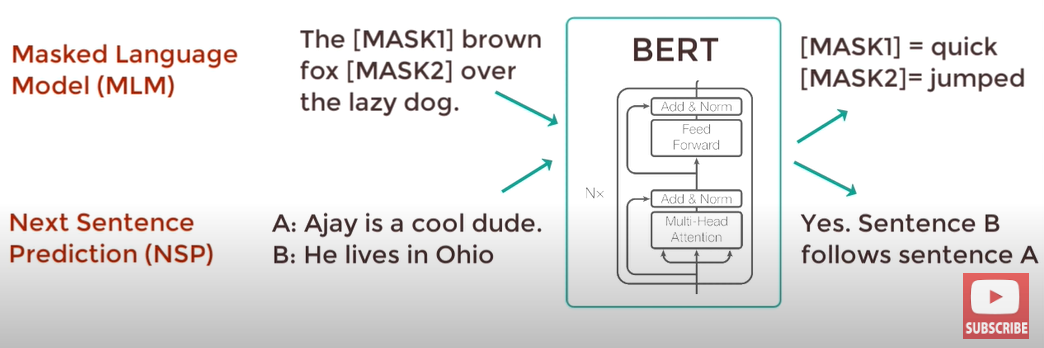 Masked Language
Model (MLM)
The [MASK1] brown
fox [MASK2] over
the lazy dog.
BERT
Add & Norm
Feed
Forward
Nx
Add & Norm
Multi-Head
Attention
[MASK1] = quick
[MASK2]= jumped
Next Sentence
Prediction (NSP)
A: Ajay is a cool dude.
B: He lives in Ohio
Yes. Sentence B
follows sentence A
SUBSCRIBE